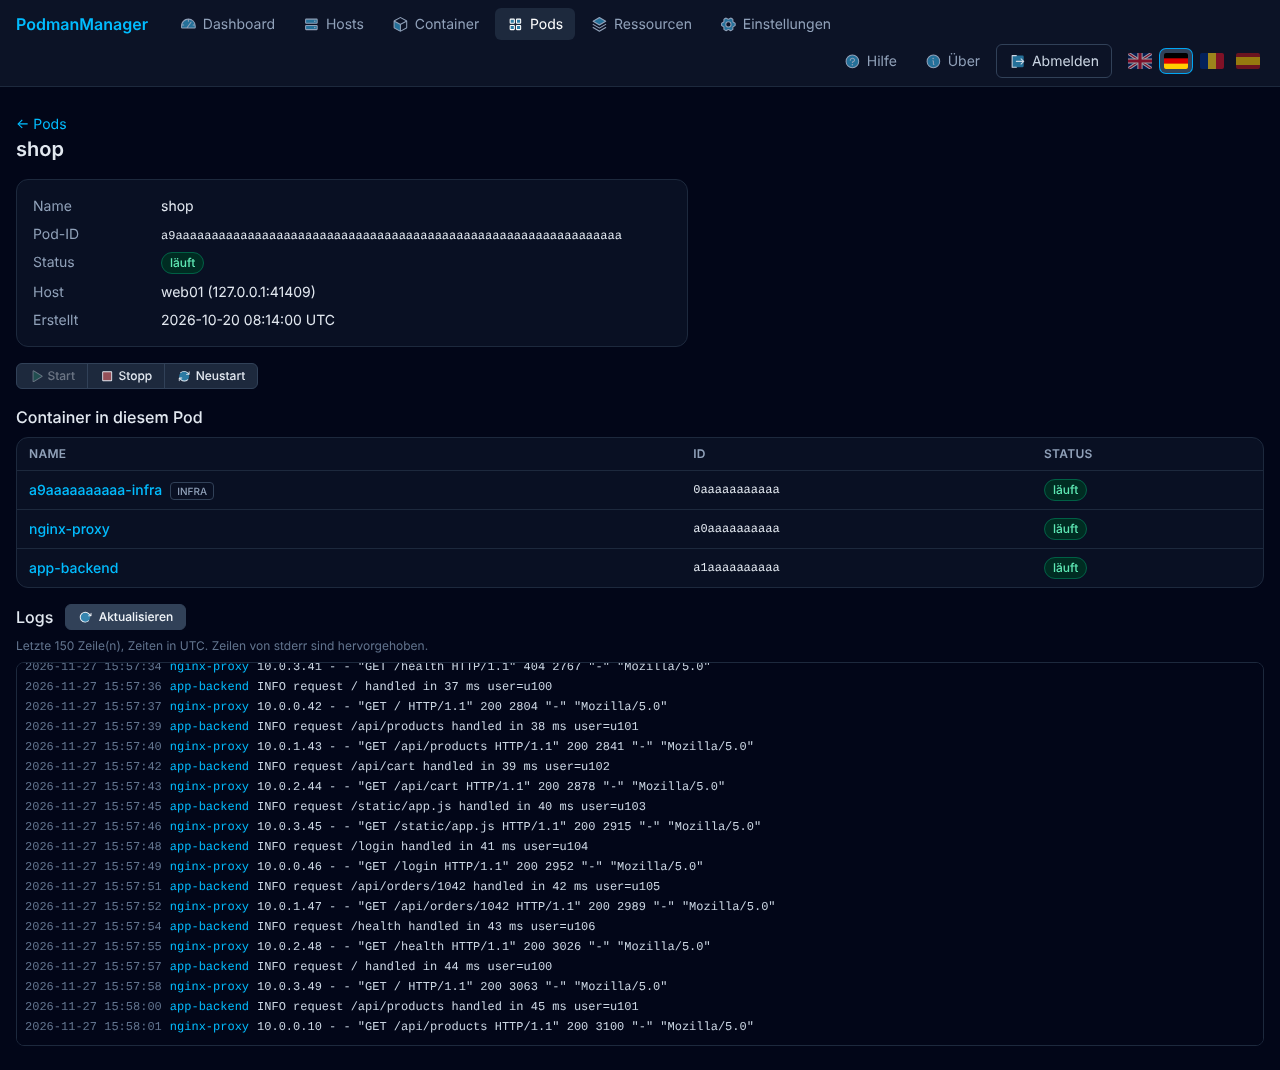 PodmanManager Dashboard Hosts Container Pods Ressourcen Einstellungen
Hilfe Über Abmelden
← Pods
shop
Name shop
Pod-ID
Status läuft
Host web01 (127.0.0.1:41409)
Erstellt 2026-10-20 08:14:00 UTC
Start Stopp Neustart
Container in diesem Pod
NAME ID STATUS
a9aaaaaaaaaa-infra INFRA 0aaaaaaaaaaa läuft
nginx-proxy a0aaaaaaaaaa läuft
app-backend a1aaaaaaaaaa läuft
Logs Aktualisieren
Letzte 150 Zeile(n), Zeiten in UTC. Zeilen von stderr sind hervorgehoben.
2026-11-27 15:57:34 nginx-proxy 10.0.3.41 - - "GET /health HTTP/1.1" 404 2767 "-" "Mozilla/5.0"
2026-11-27 15:57:36 app-backend INFO request / handled in 37 ms user=u100
2026-11-27 15:57:37 nginx-proxy 10.0.0.42 - - "GET / HTTP/1.1" 200 2804 "-" "Mozilla/5.0"
2026-11-27 15:57:39 app-backend INFO request /api/products handled in 38 ms user=u101
2026-11-27 15:57:40 nginx-proxy 10.0.1.43 - - "GET /api/products HTTP/1.1" 200 2841 "-" "Mozilla/5.0"
2026-11-27 15:57:42 app-backend INFO request /api/cart handled in 39 ms user=u102
2026-11-27 15:57:43 nginx-proxy 10.0.2.44 - - "GET /api/cart HTTP/1.1" 200 2878 "-" "Mozilla/5.0"
2026-11-27 15:57:45 app-backend INFO request /static/app.js handled in 40 ms user=u103
2026-11-27 15:57:46 nginx-proxy 10.0.3.45 - - "GET /static/app.js HTTP/1.1" 200 2915 "-" "Mozilla/5.0"
2026-11-27 15:57:48 app-backend INFO request /login handled in 41 ms user=u104
2026-11-27 15:57:49 nginx-proxy 10.0.0.46 - - "GET /login HTTP/1.1" 200 2952 "-" "Mozilla/5.0"
2026-11-27 15:57:51 app-backend INFO request /api/orders/1042 handled in 42 ms user=u105
2026-11-27 15:57:52 nginx-proxy 10.0.1.47 - - "GET /api/orders/1042 HTTP/1.1" 200 2989 "-" "Mozilla/5.0"
2026-11-27 15:57:54 app-backend INFO request /health handled in 43 ms user=u106
2026-11-27 15:57:55 nginx-proxy 10.0.2.48 - - "GET /health HTTP/1.1" 200 3026 "-" "Mozilla/5.0"
2026-11-27 15:57:57 app-backend INFO request / handled in 44 ms user=u100
2026-11-27 15:57:58 nginx-proxy 10.0.3.49 - - "GET / HTTP/1.1" 200 3063 "-" "Mozilla/5.0"
2026-11-27 15:58:00 app-backend INFO request /api/products handled in 45 ms user=u101
2026-11-27 15:58:01 nginx-proxy 10.0.0.10 - - "GET /api/products HTTP/1.1" 200 3100 "-" "Mozilla/5.0"